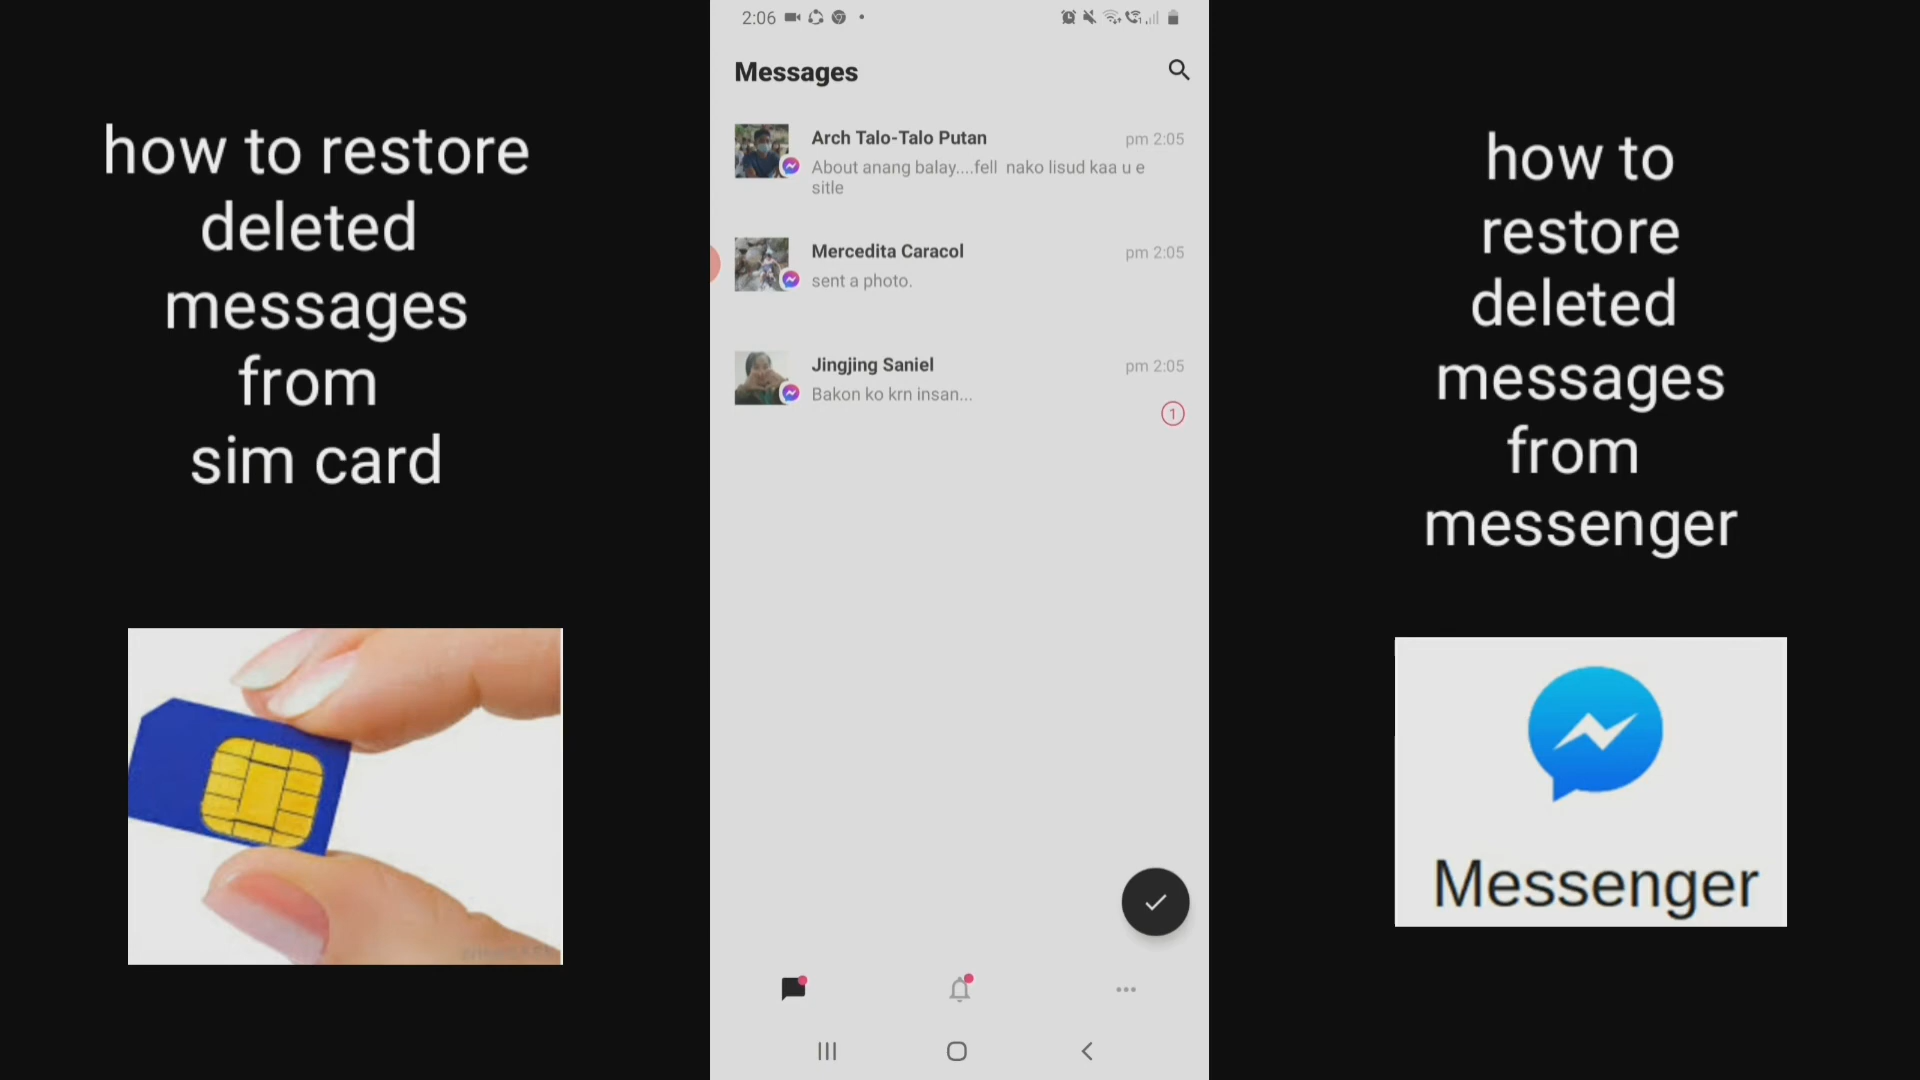 how to restore
deleted
messages
from
sim card
2:06
Messages
Arch Talo-Talo Putan
pm 2:05
About anang balay....fell nako lisud kaa u e
sitle
Mercedita Caracol
pm 2:05
sent a photo.
Jingjing Saniel
pm 2:05
Bakon ko krn insan...
1
how to
restore
deleted
messages
from
messenger
Messenger